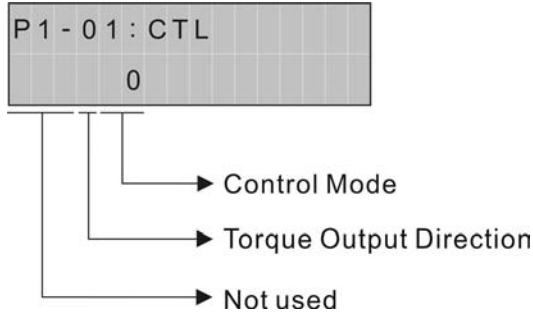 P1-01:CTL
0
Control Mode
Torque Output Direction
Not used